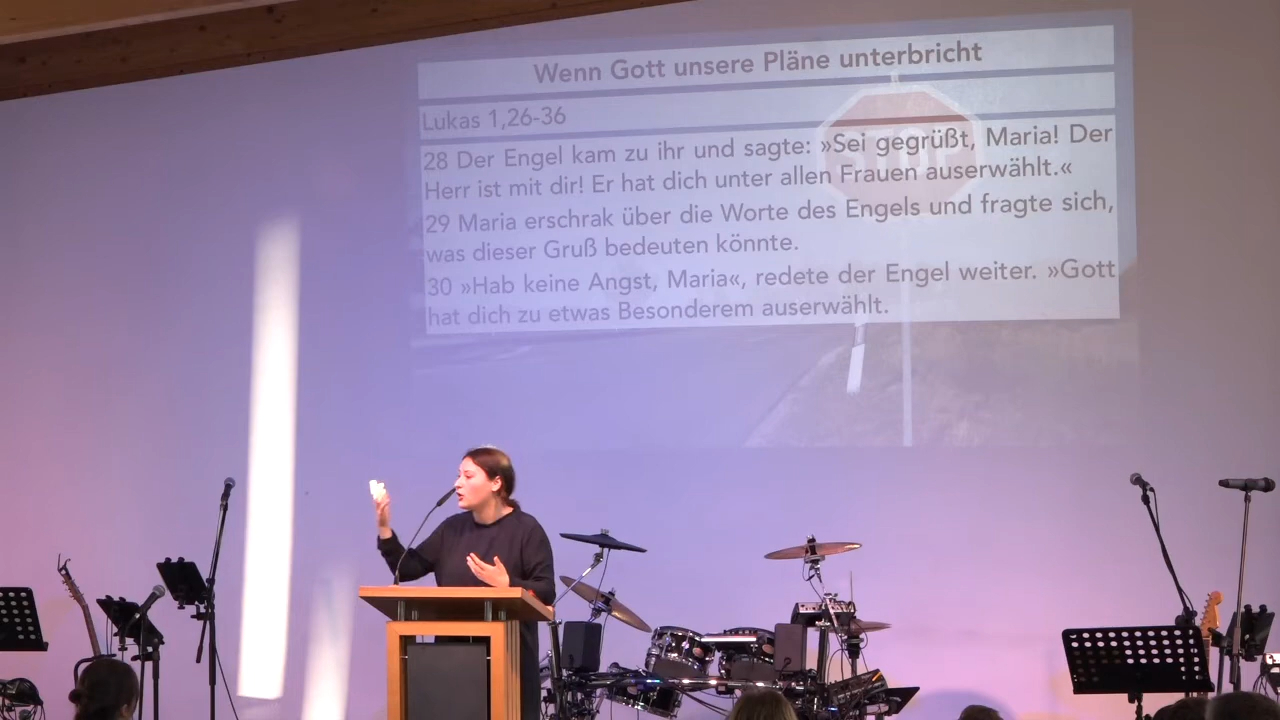 Wenn Gott unsere Pläne unterbricht
Lukas 1,26-36
28 Der Engel kam zu ihr und sagte: »Sei gegrüßt, Maria! Der
Herr ist mit dir! Er hat dich unter allen Frauen auserwählt.«
29 Maria erschrak über die Worte des Engels und fragte sich,
was dieser Gruß bedeuten könnte.
30 »Hab keine Angst, Maria«, redete der Engel weiter. »Gott
hat dich zu etwas Besonderem auserwählt.
STOP